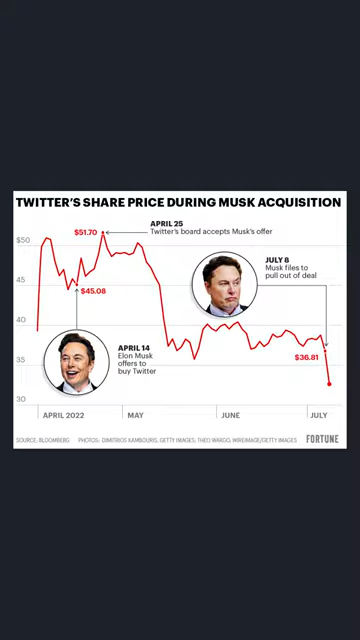 TWITTER'S SHARE PRICE DURING MUSK ACQUISITION
APRIL 25
$51.70
Twitter's board accepts Musk's offer
$50
JULY 8
Musk files to
pull out of deal
45
$45.08
40
APRIL 14
Elon Musk
offers to
buy Twitter
$36.81
35
30
APRIL 2022
MAY
JUNE
JULY
SOURCE: BLOOMBERG PHOTOS: DIMITRIOS KAMBOURIS, GETTY IMAGES; THEO WARGO, WIREIMAGE/GETTY IMAGES
FORTUNE